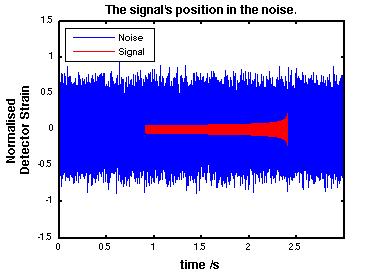 The signal's position in the noise.
1.5
Noise
Signal
1
0.5
0
-0.5
-1
-1.5
Normalised
Detector Strain
0 0.5 1 1.5 2 2.5
time /s